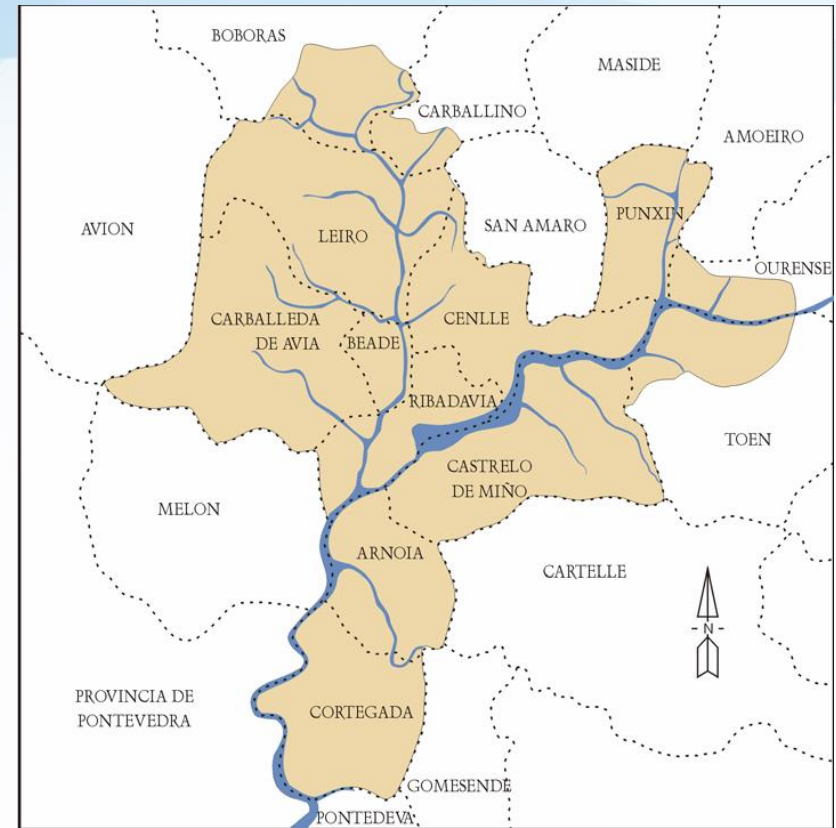 BOBORAS
MASIDE
CARBALLINO
AMOEIRO
PUNXIN
AVION
LEIRO
SAN AMARO
OURENSE
CARBALLEDA
DE AVIA
BEADE
CENLLE
RIBADAVIA
TOEN
CASTRELO
DE MIÑO
MELON
ARNOIA
CARTELLE
N
PROVINCIA DE
PONTEVEDRA
CORTEGADA
GOMESENDE
PONTEDEVA